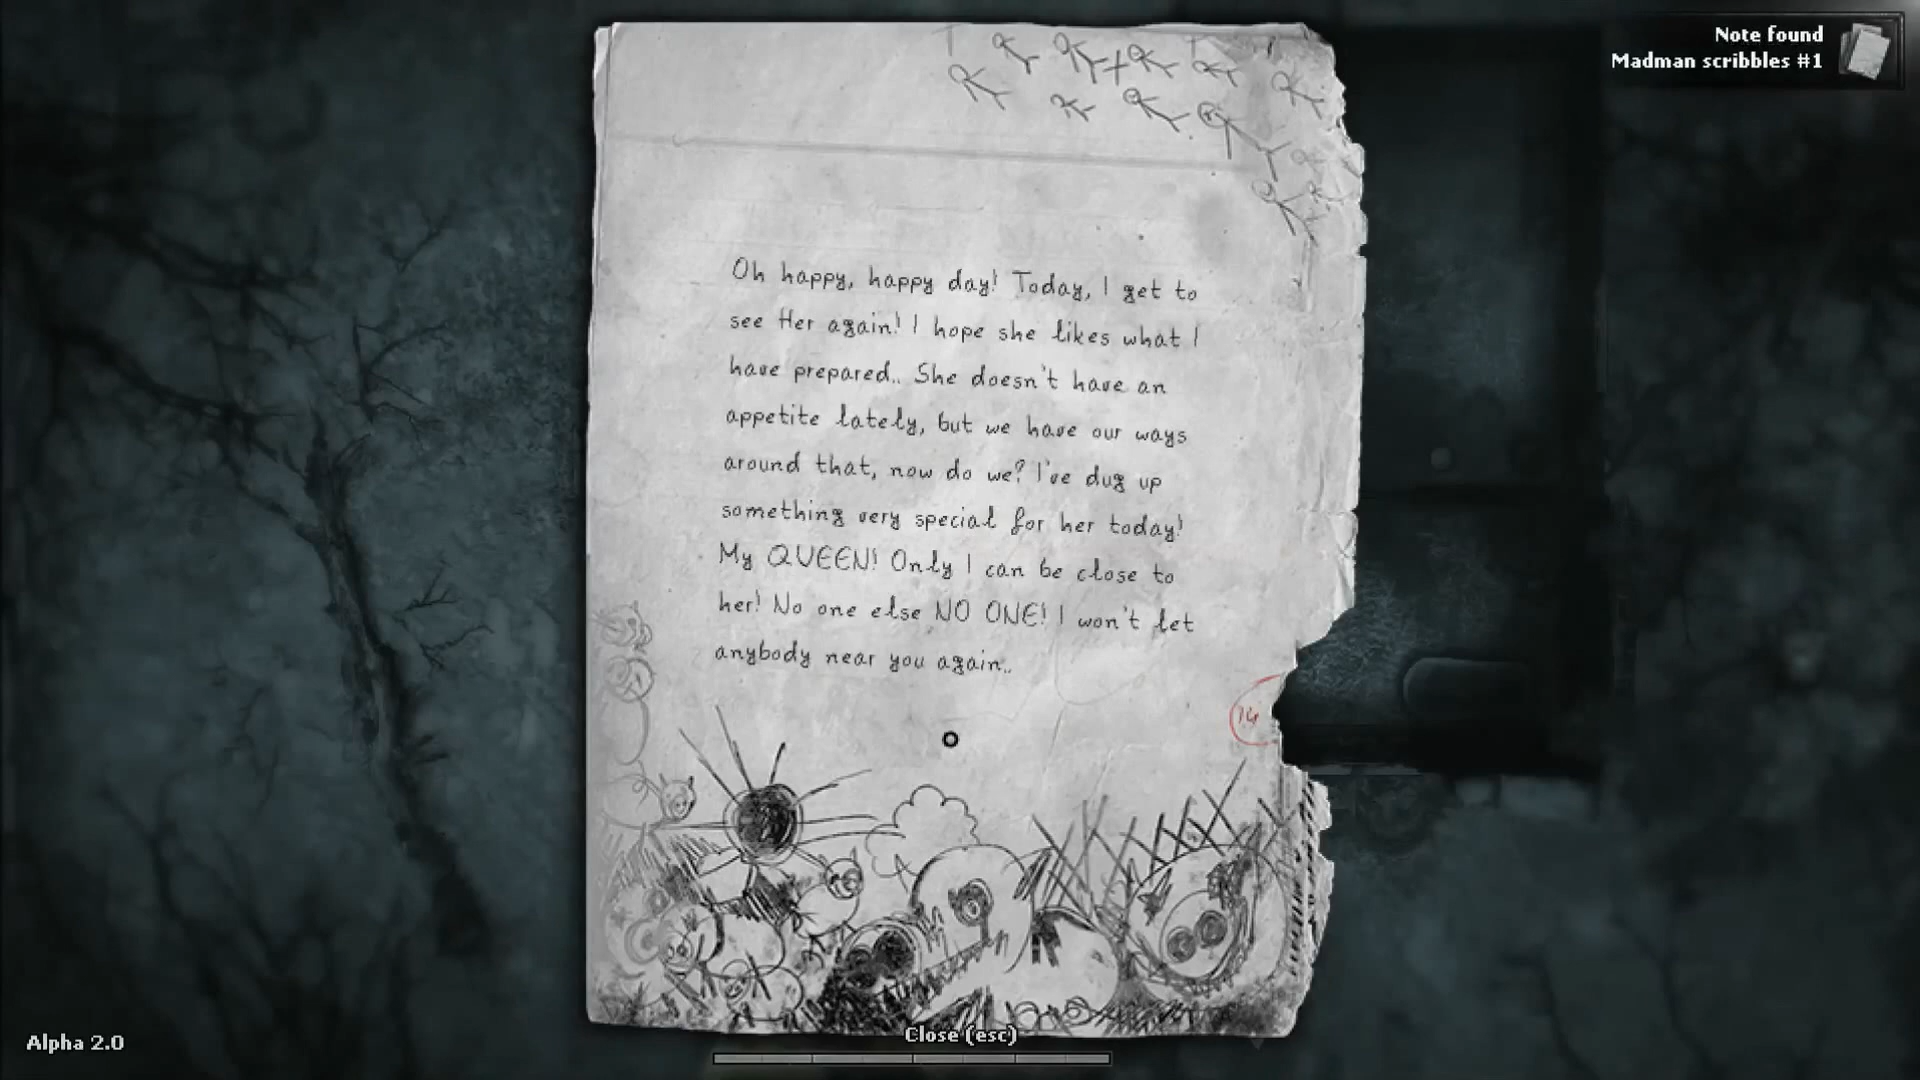 Note found
Madman scribbles #1
Oh happy, happy day! Today, I get to
see Her again! I hope she likes what I
have prepared.. She doesn't have an
appetite lately, but we have our ways
around that, now do we? I've dug up
something very special for her today!
My QUEEN! Only I can be close to
her! No one else NO ONE! I won't let
anybody near you again..
14
Close (esc)
Alpha 2.0